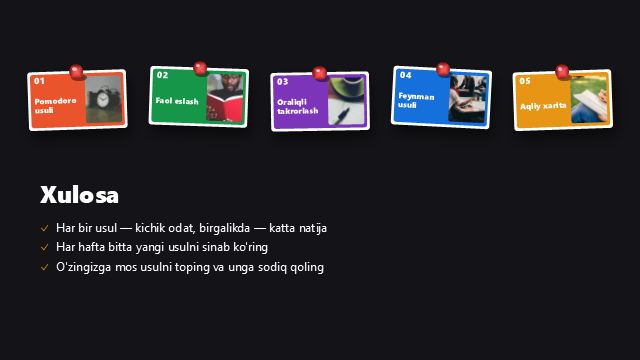 01
Pomodoro
usuli
02
Faol eslash
03
Oraliqli
takrorlash
04
Feynman
usuli
05
Aqliy xarita
Xulosa
✓ Har bir usul — kichik odat, birgalikda — katta natija
✓ Har hafta bitta yangi usulni sinab ko'ring
✓ O'zingizga mos usulni toping va unga sodiq qoling